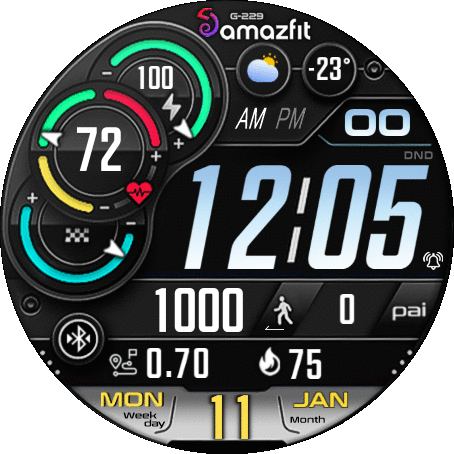 G-229
amazfit
100
-23°
AM PM
00
72
DND
12:05
1000
0
pai
0.70
75
MON
Week
day
11
JAN
Month